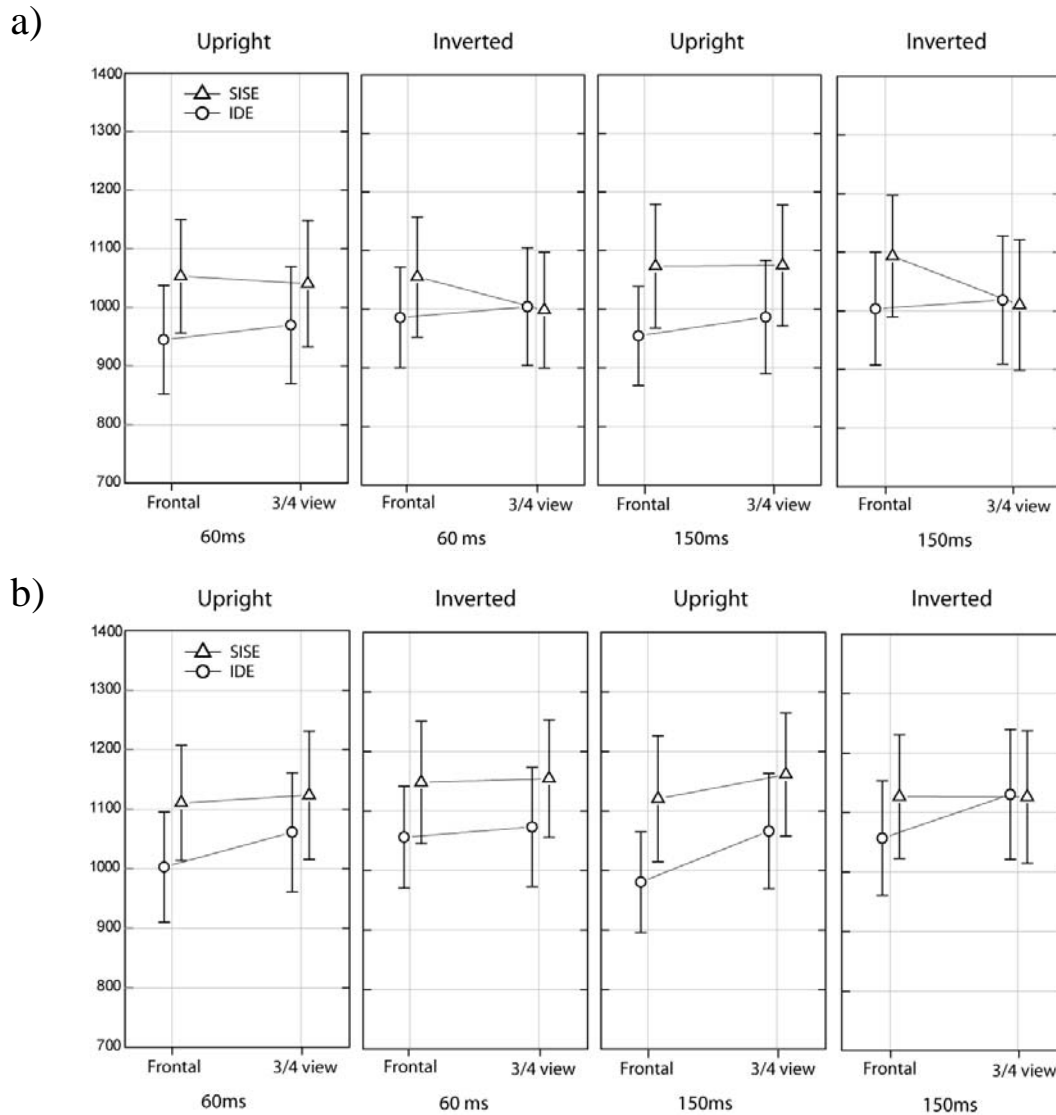 a)
Upright Inverted Upright Inverted
1400
SISE
IDE
1300
1200
1100
1000
900
800
700
Frontal 3/4 view Frontal 3/4 view Frontal 3/4 view Frontal 3/4 view
60ms 60 ms 150ms 150ms
b)
Upright Inverted Upright Inverted
1400
SISE
IDE
1300
1200
1100
1000
900
800
700
Frontal 3/4 view Frontal 3/4 view Frontal 3/4 view Frontal 3/4 view
60ms 60 ms 150ms 150ms